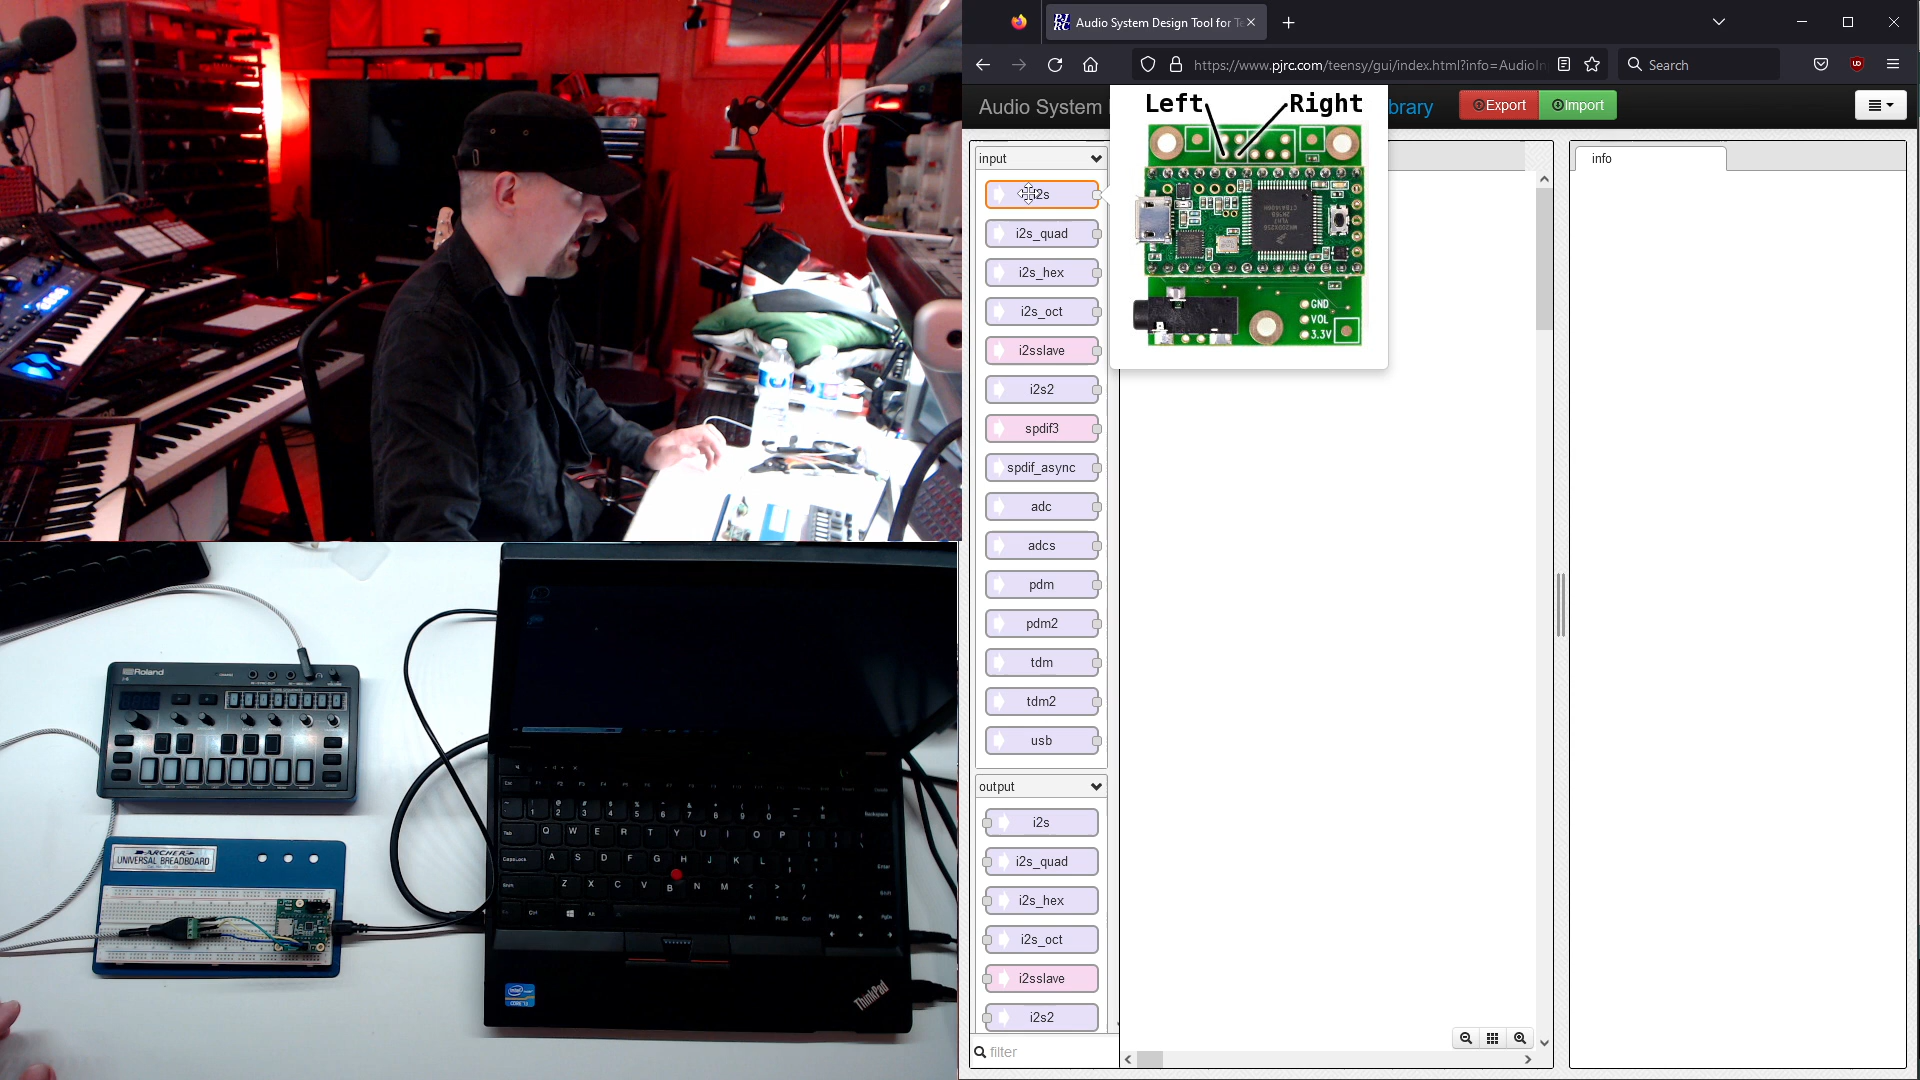 Audio System Design Tool for Te
https://www.pjrc.com/teensy/gui/index.html?info=AudioIn
Search
Audio System
brary
Export
Import
Left
Right
GND
VOL
3.3V
input
i2s
i2s_quad
i2s_hex
i2s_oct
i2sslave
i2s2
spdif3
spdif_async
adc
adcs
pdm
pdm2
tdm
tdm2
usb
output
i2s
i2s_quad
i2s_hex
i2s_oct
i2sslave
i2s2
filter
info
Roland
ARCHER
UNIVERSAL BREADBOARD
Q W E R T Y U I O P
A S D F G H J K L
Z X C V B N M
ThinkPad